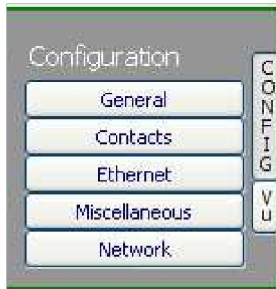 Configuration
General
Contacts
Ethernet
Miscellaneous
Network
CONFIG
Vu